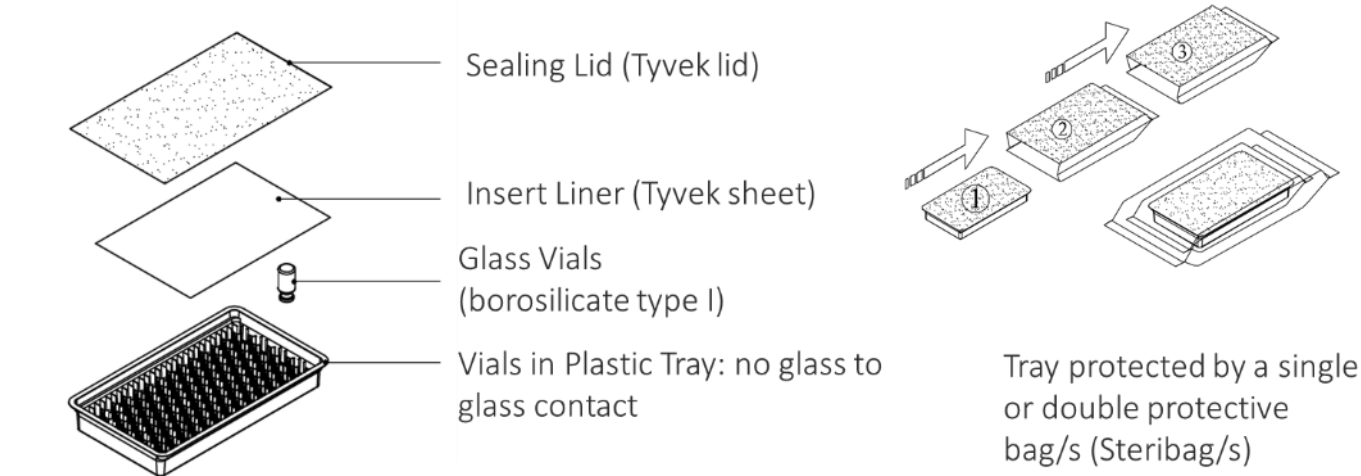 Sealing Lid (Tyvek lid)
Insert Liner (Tyvek sheet)
Glass Vials
(borosilicate type I)
Vials in Plastic Tray: no glass to
glass contact
①
②
③
Tray protected by a single
or double protective
bag/s (Steribag/s)